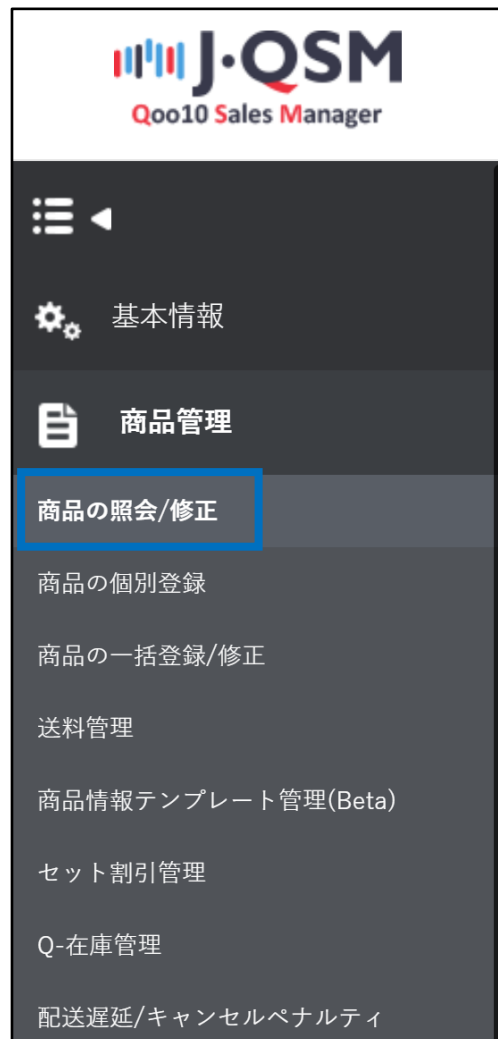 J·QSM
Qoo10 Sales Manager
基本情報
商品管理
商品の照会/修正
商品の個別登録
商品の一括登録/修正
送料管理
商品情報テンプレート管理(Beta)
セット割引管理
Q-在庫管理
配送遅延/キャンセルペナルティ